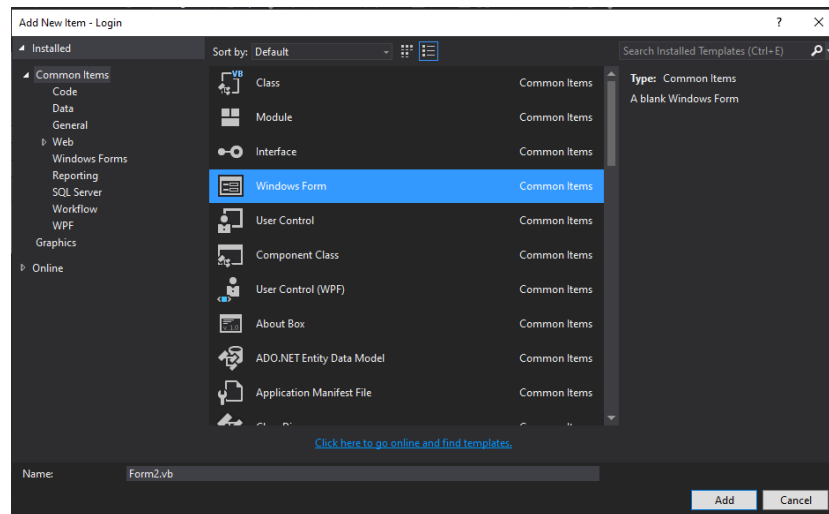 Add New Item - Login
?
Installed
Sort by: Default
Search Installed Templates (Ctrl+E)
Common Items
Code
Data
General
Web
Windows Forms
Reporting
SQL Server
Workflow
WPF
Graphics
Online
VB
Class Common Items
Module Common Items
Interface Common Items
Windows Form Common Items
User Control Common Items
Component Class Common Items
User Control (WPF) Common Items
About Box Common Items
ADO.NET Entity Data Model Common Items
Application Manifest File Common Items
Type: Common Items
A blank Windows Form
Click here to go online and find templates.
Name: Form2.vb
Add Cancel